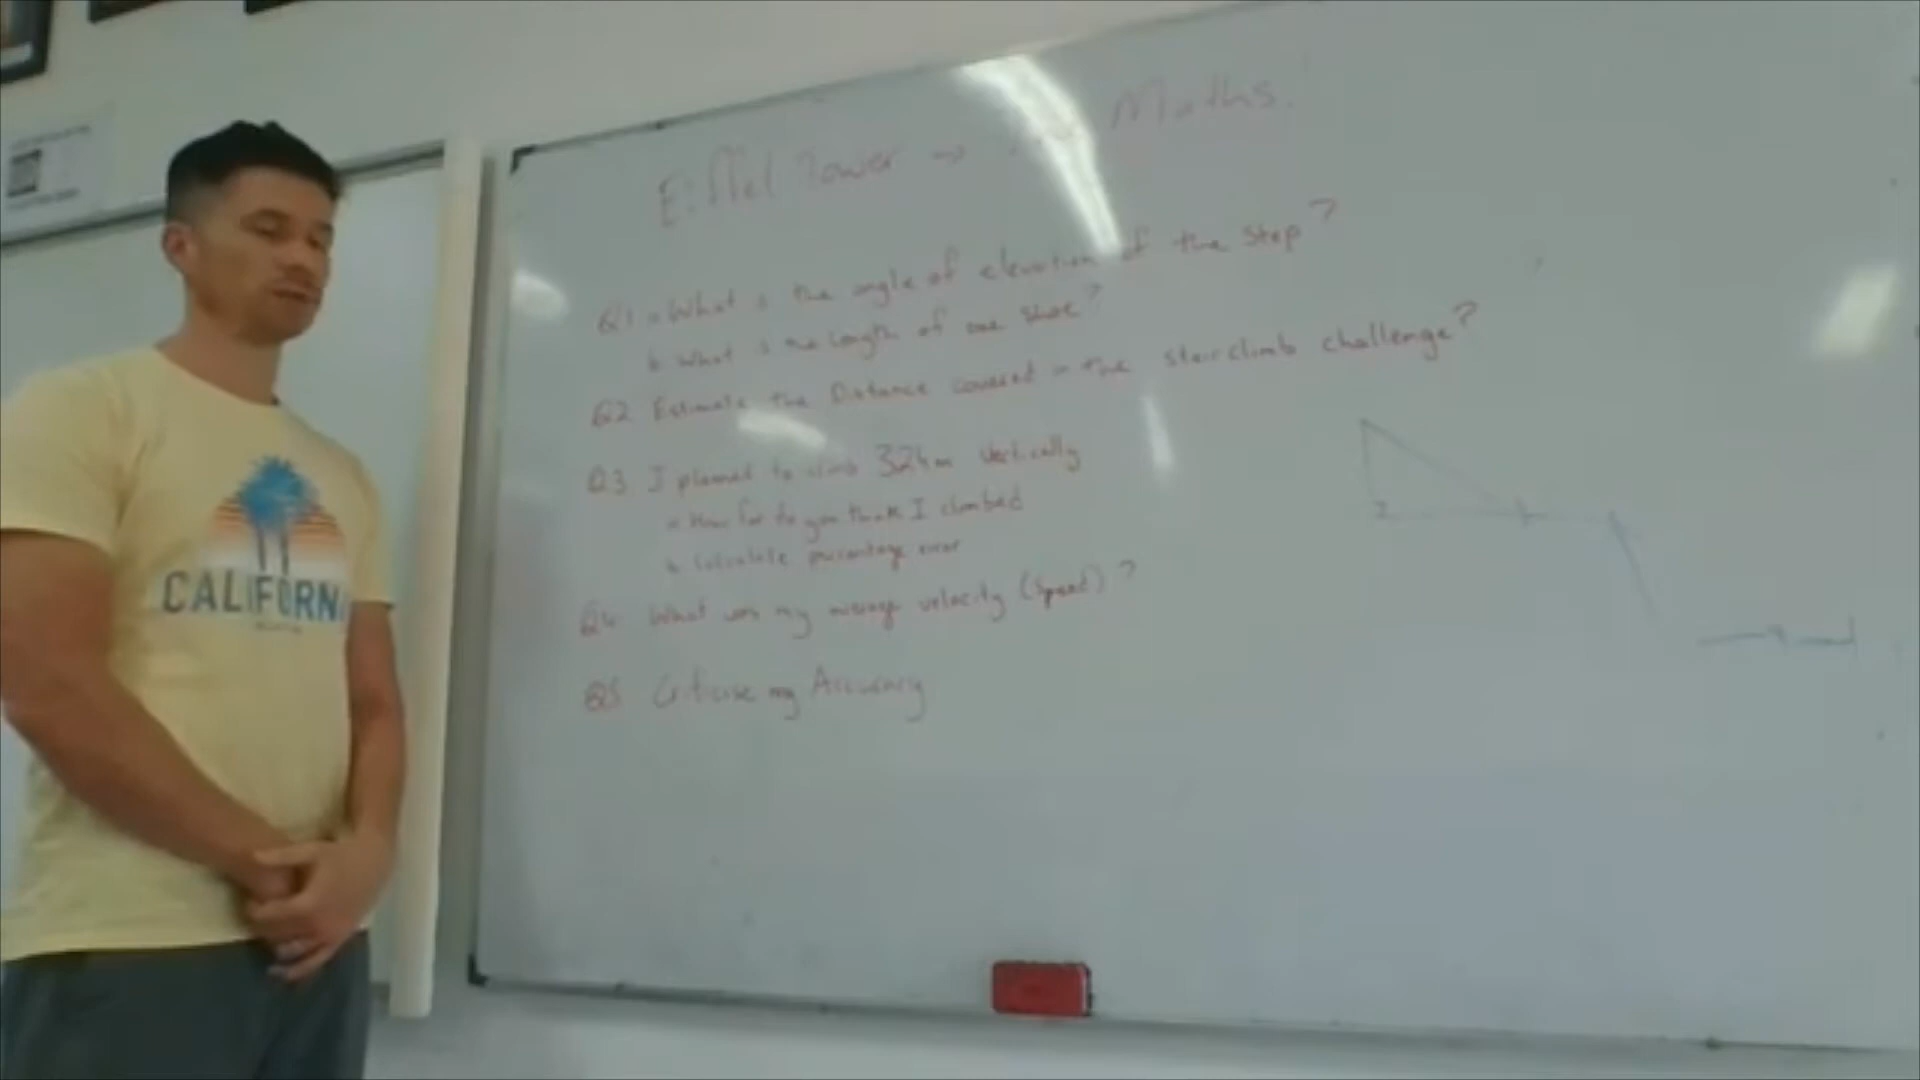 Eiffel Tower → Maths.
Q1 a What is the angle of elevation of the step?
b What is the length of one shoe?
Q2 Estimate the Distance covered in the stairclimb challenge?
Q3 I planned to climb 324m vertically
a How far do you think I climbed
b Calculate percentage error
Q4 What was my average velocity (speed)?
Q5 Criticise my Accuracy
CALIFORN